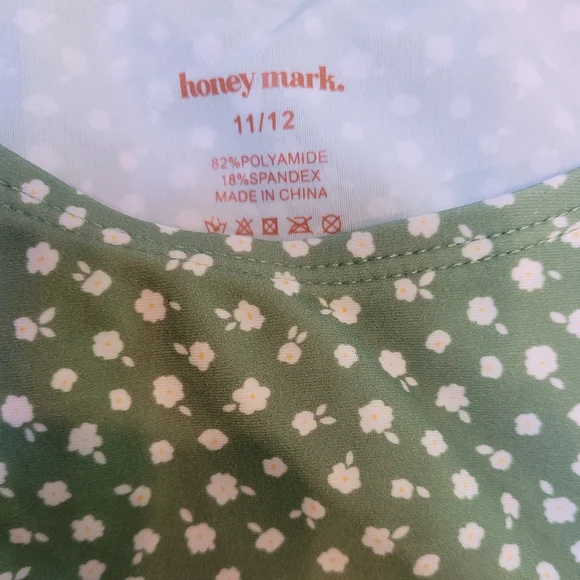 honey mark.
11/12
82%POLYAMIDE
18%SPANDEX
MADE IN CHINA